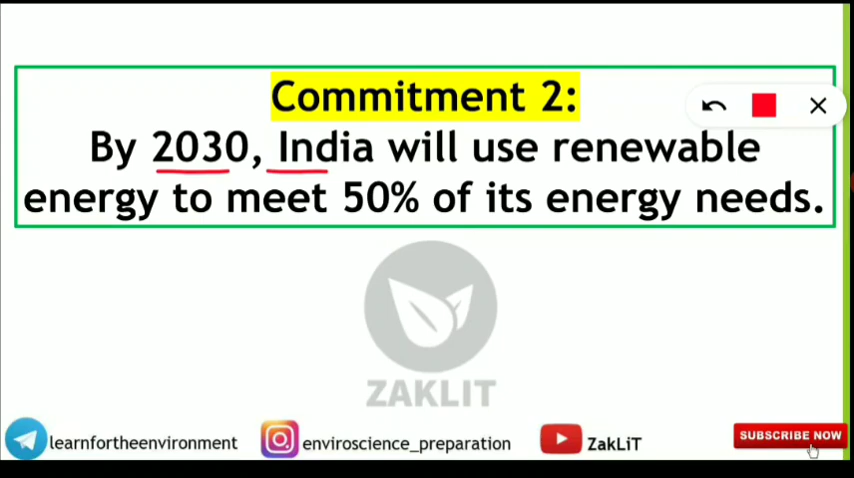 Commitment 2:
By 2030, India will use renewable
energy to meet 50% of its energy needs.
ZAKLIT
learnfortheenvironment
enviroscience_preparation
ZakLiT
SUBSCRIBE NOW